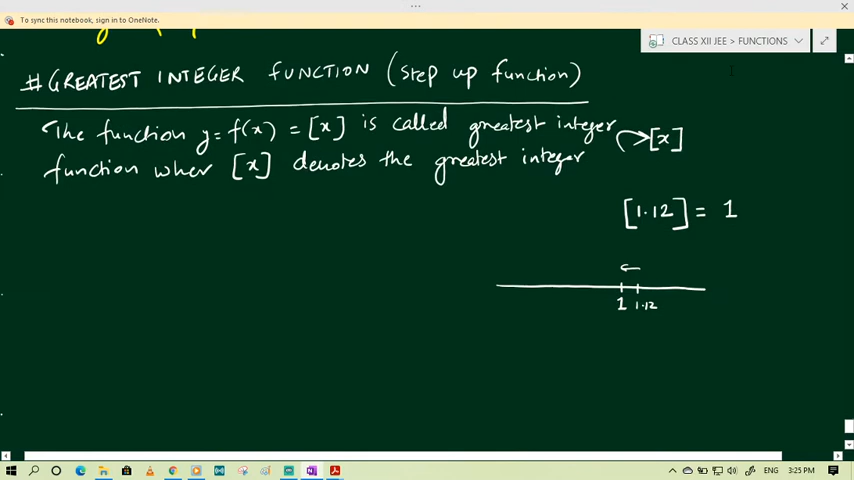 To sync this notebook, sign in to OneNote.
CLASS XII JEE > FUNCTIONS
# GREATEST INTEGER FUNCTION (Step up function)
The function y = f(x) = [x] is called greatest integer
function wher [x] denotes the greatest integer
[x]
[1.12] = 1
1 1.12
ENG 3:25 PM